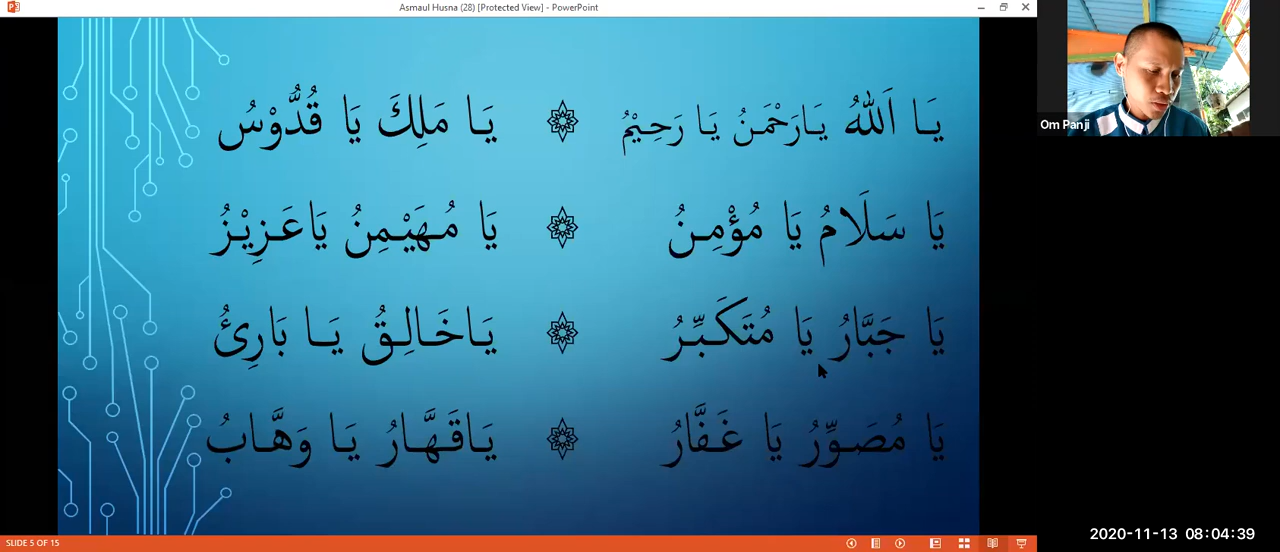 Asmaul Husna (28) [Protected View] - PowerPoint
يَا اَللهُ يَارَحْمَنُ يَا رَحِيْمُ ۞ يَا مَلِكَ يَا قُدُّوْسُ
Om Panji
يَا سَلَامُ يَا مُؤْمِنُ ۞ يَا مُهَيْمِنُ يَاعَزِيْزُ
يَا جَبَّارُ يَا مُتَكَبِّرُ ۞ يَاخَالِقُ يَا بَارِئُ
يَا مُصَوِّرُ يَا غَفَّارُ ۞ يَاقَهَّارُ يَا وَهَّابُ
2020-11-13 08:04:39
SLIDE 5 OF 15